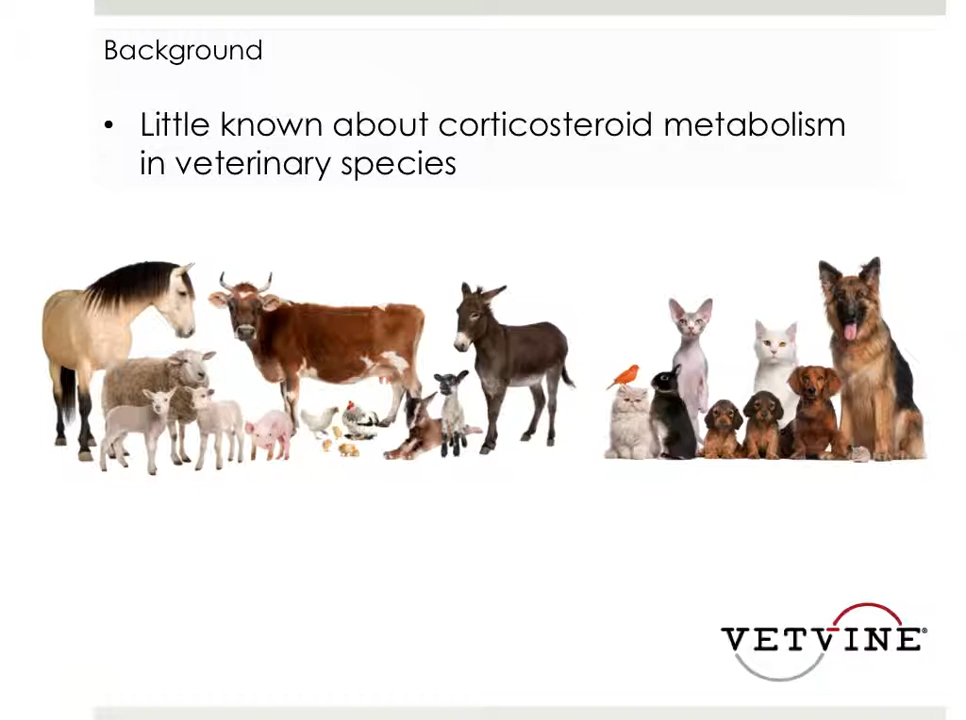 Background
• Little known about corticosteroid metabolism
in veterinary species
VETVINE®